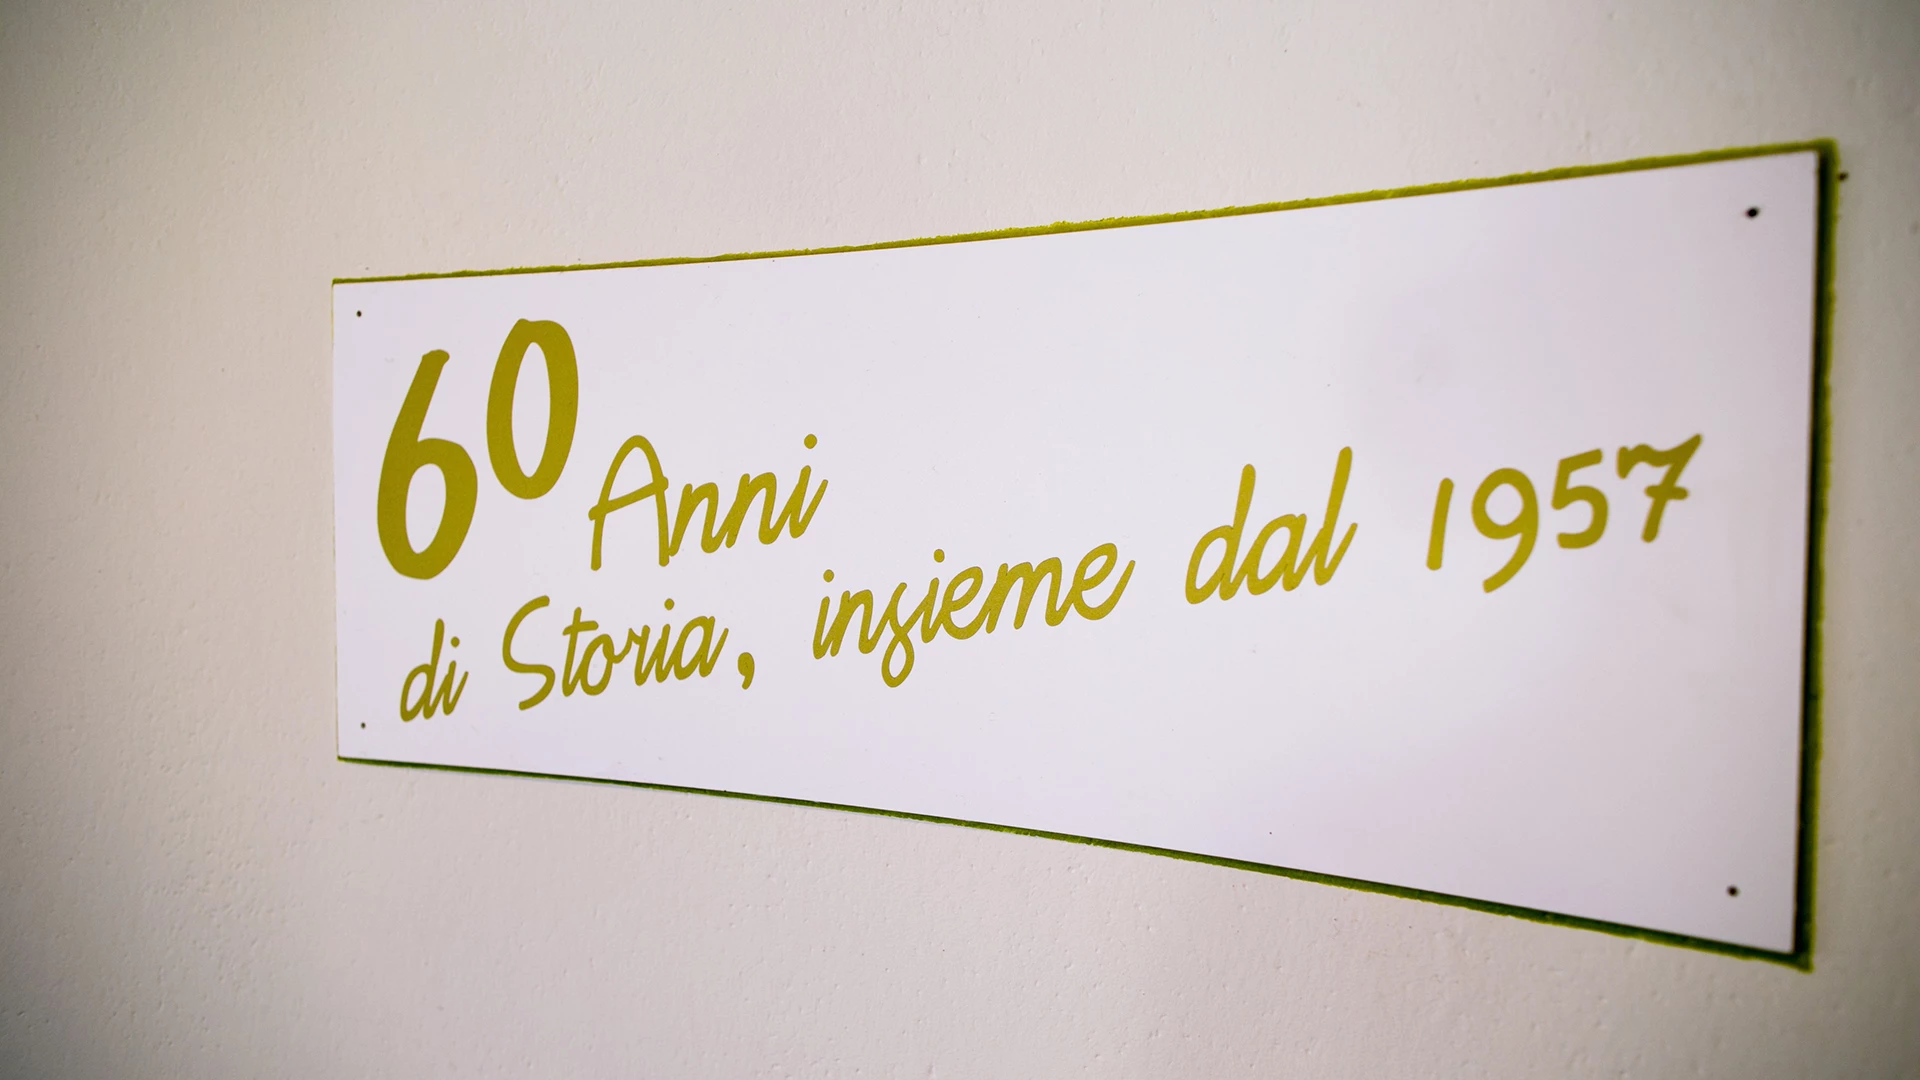 60 Anni
di Storia, insieme dal 1957